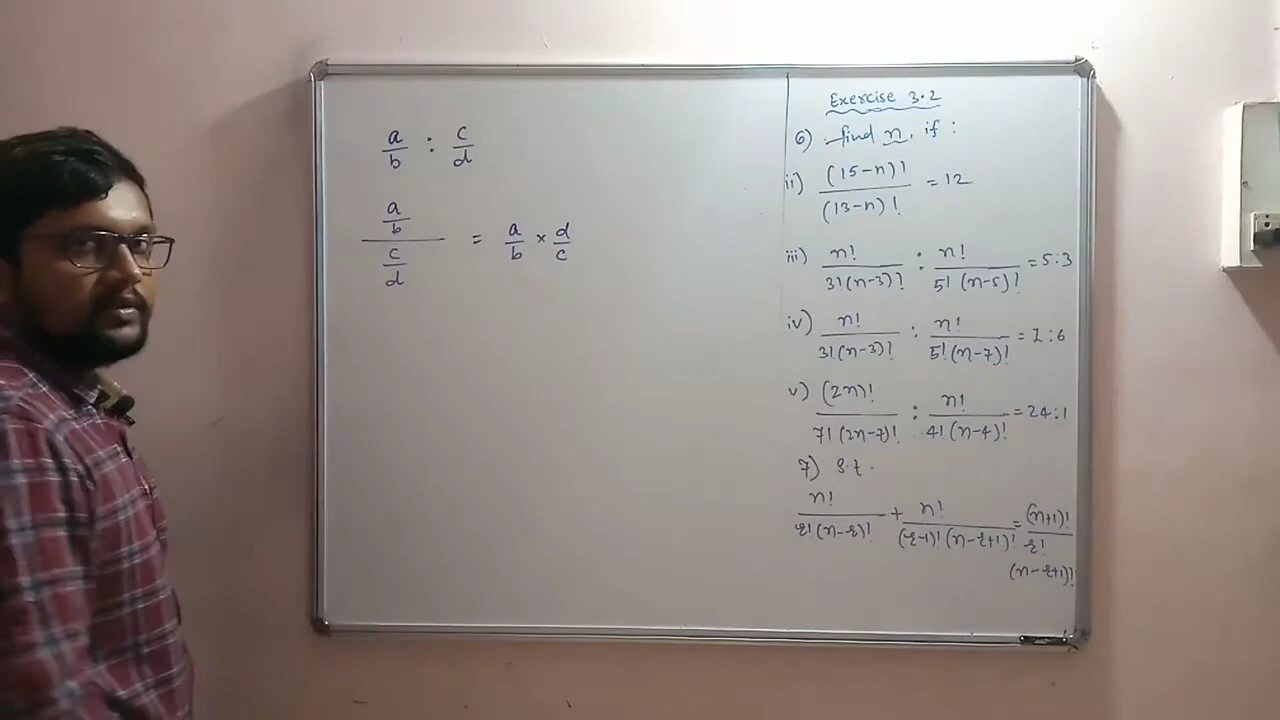 a/b : c/d
(a/b)/(c/d) = a/b × d/c
Exercise 3.2
6) find n, if :
ii) (15-n)!/(13-n)! = 12
iii) n!/3!(n-3)! : n!/5!(n-5)! = 5:3
iv) n!/3!(n-3)! : n!/5!(n-7)! = 1:6
v) (2n)!/7!(2n-7)! : n!/4!(n-4)! = 24:1
7) S.t.
n!/r!(n-r)! + n!/(r-1)!(n-r+1)! = (n+1)!/r!(n-r+1)!